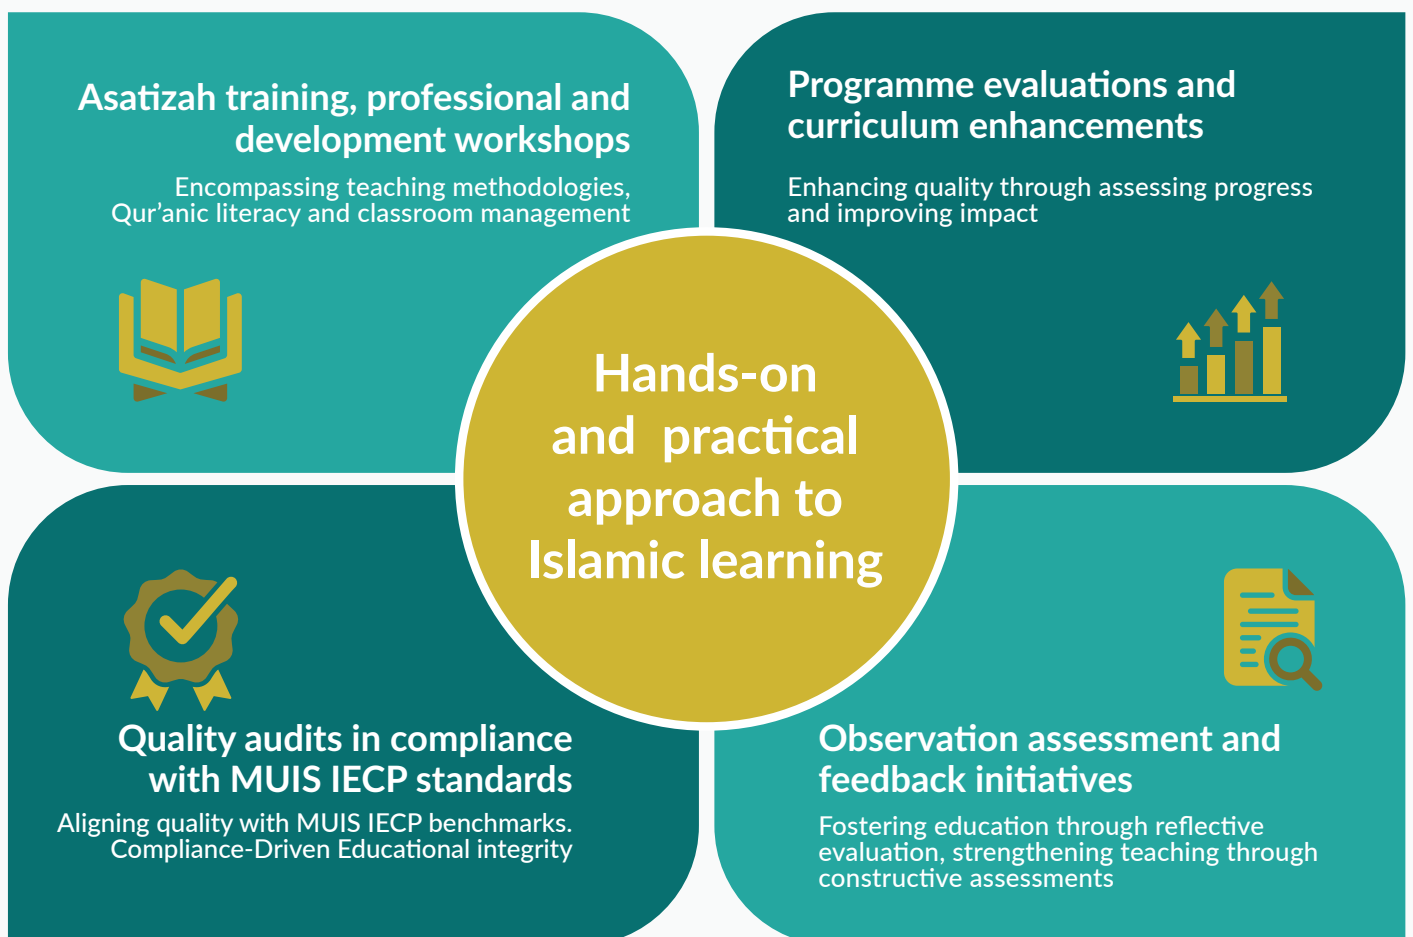 Asatizah training, professional and
development workshops
Encompassing teaching methodologies,
Qur’anic literacy and classroom management
Programme evaluations and
curriculum enhancements
Enhancing quality through assessing progress
and improving impact
Hands-on
and practical
approach to
Islamic learning
Quality audits in compliance
with MUIS IECP standards
Aligning quality with MUIS IECP benchmarks.
Compliance-Driven Educational integrity
Observation assessment and
feedback initiatives
Fostering education through reflective
evaluation, strengthening teaching through
constructive assessments